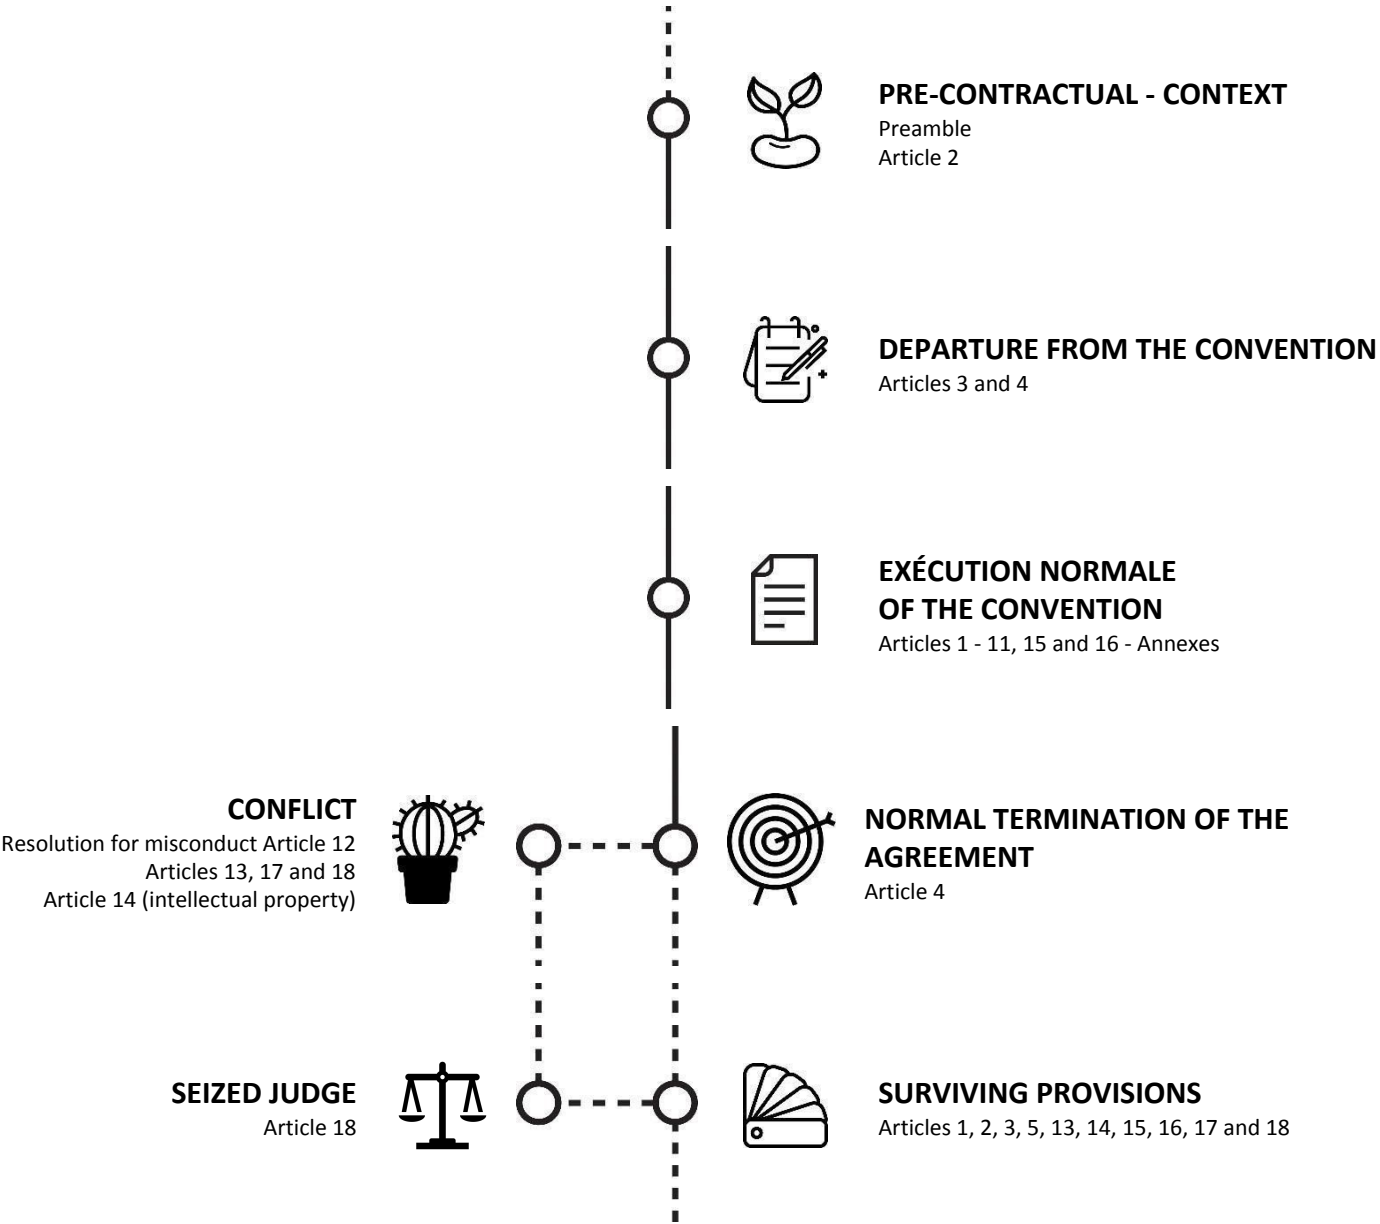 PRE-CONTRACTUAL - CONTEXT
Preamble
Article 2
DEPARTURE FROM THE CONVENTION
Articles 3 and 4
EXÉCUTION NORMALE
OF THE CONVENTION
Articles 1 - 11, 15 and 16 - Annexes
CONFLICT
Resolution for misconduct Article 12
Articles 13, 17 and 18
Article 14 (intellectual property)
NORMAL TERMINATION OF THE
AGREEMENT
Article 4
SEIZED JUDGE
Article 18
SURVIVING PROVISIONS
Articles 1, 2, 3, 5, 13, 14, 15, 16, 17 and 18